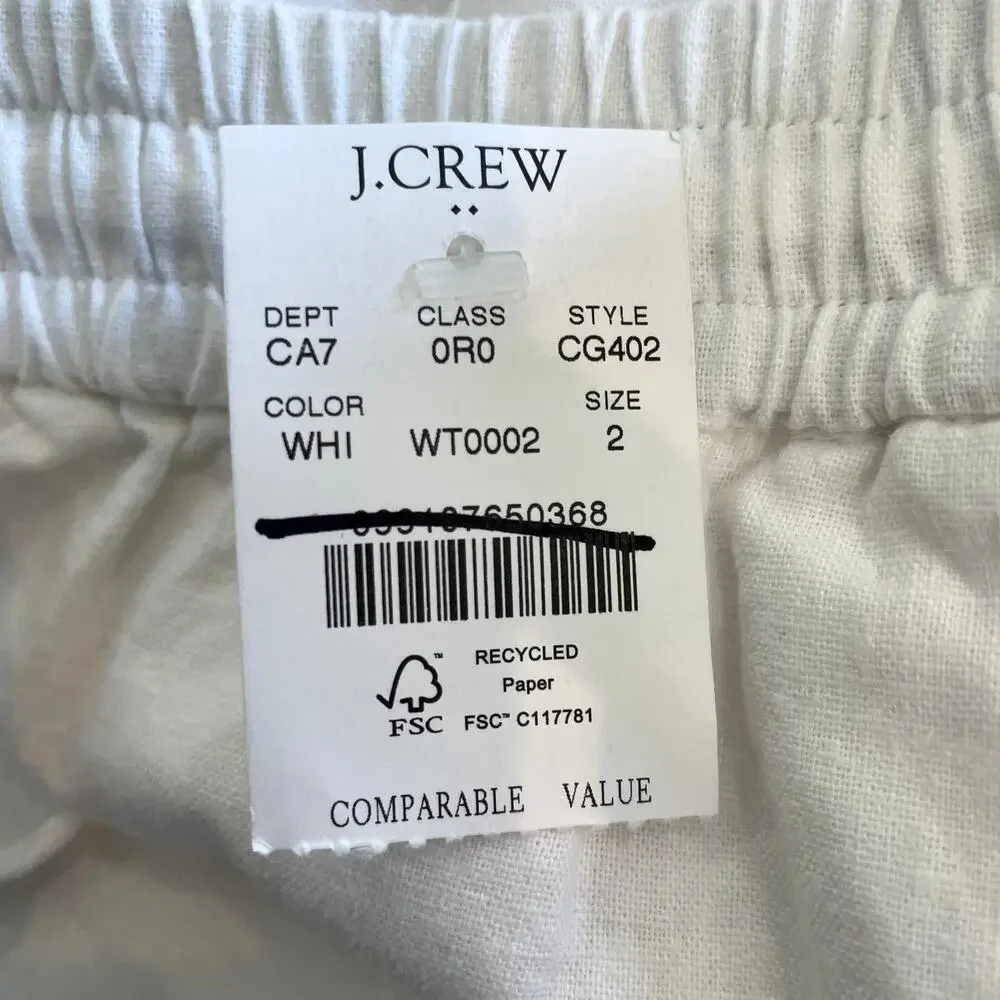 J.CREW
DEPT CLASS STYLE
CA7 0R0 CG402
COLOR SIZE
WHI WT0002 2
RECYCLED
Paper
FSC™ C117781
™
FSC
COMPARABLE VALUE